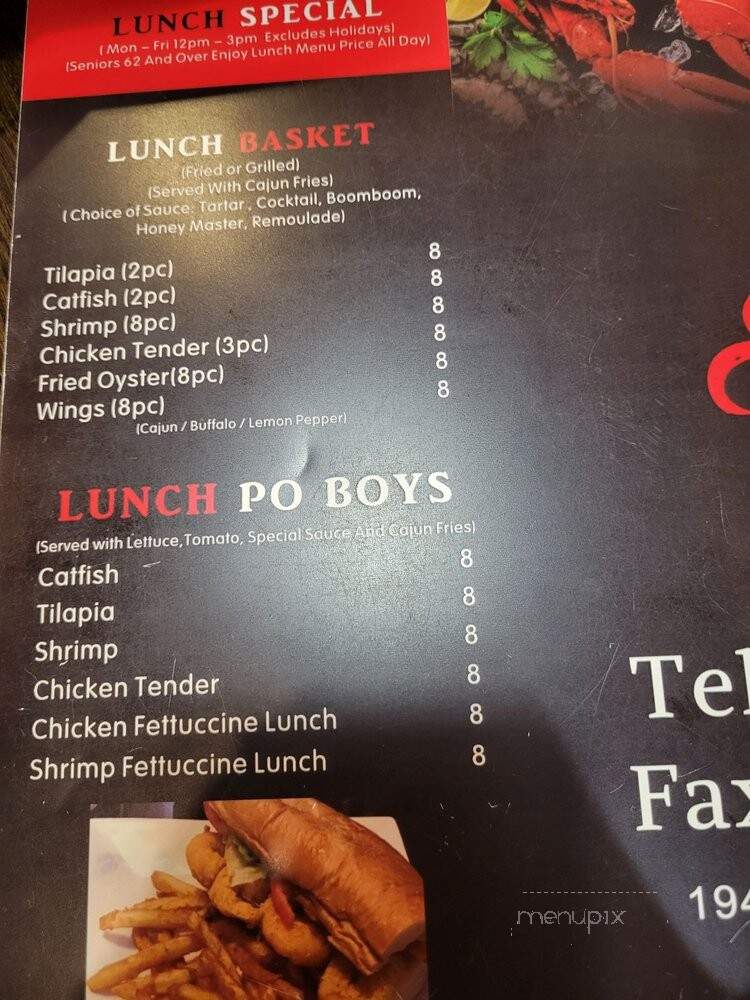 LUNCH SPECIAL
( Mon – Fri 12pm – 3pm Excludes Holidays)
(Seniors 62 And Over Enjoy Lunch Menu Price All Day)
LUNCH BASKET
(Fried or Grilled)
(Served With Cajun Fries)
( Choice of Sauce: Tartar, Cocktail, Boomboom,
Honey Master, Remoulade)
Tilapia (2pc) 8
Catfish (2pc) 8
Shrimp (8pc) 8
Chicken Tender (3pc) 8
Fried Oyster(8pc) 8
Wings (8pc) 8
(Cajun / Buffalo / Lemon Pepper)
LUNCH PO BOYS
(Served with Lettuce,Tomato, Special Sauce And Cajun Fries)
Catfish 8
Tilapia 8
Shrimp 8
Chicken Tender 8
Chicken Fettuccine Lunch 8
Shrimp Fettuccine Lunch 8
Tel
Fax
194
menupix